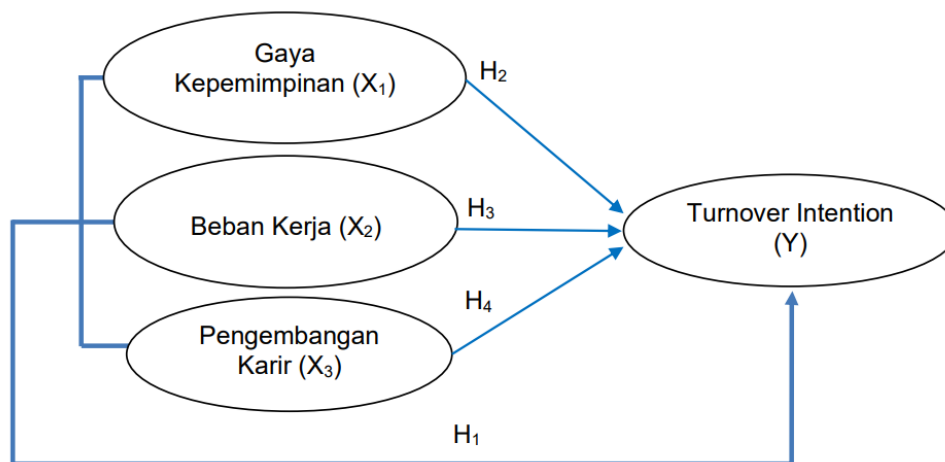 Gaya
Kepemimpinan (X₁)
H₂
Beban Kerja (X₂)
H₃
Turnover Intention
(Y)
H₄
Pengembangan
Karir (X₃)
H₁